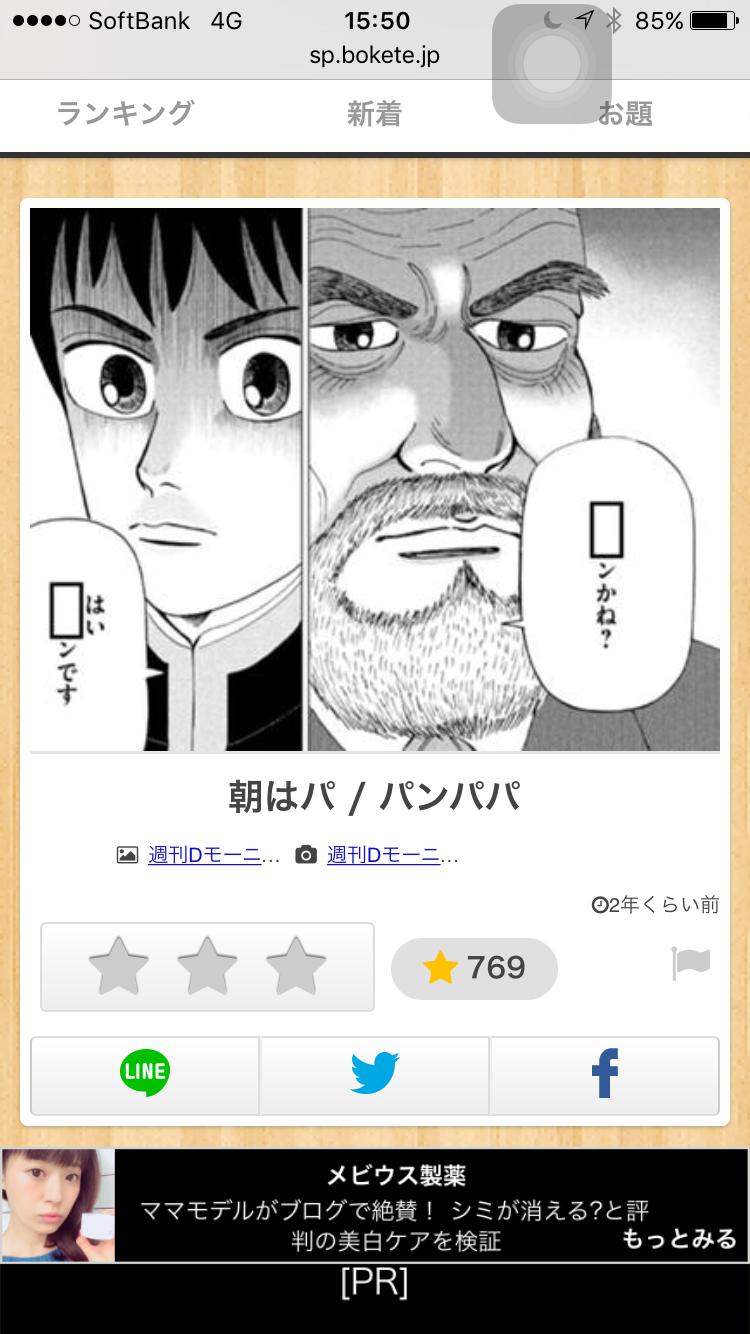 SoftBank 4G 15:50 85%
sp.bokete.jp
ランキング 新着 お題
□ンかね?
はい
□ンです
朝はパ / パンパパ
週刊Dモーニ... 週刊Dモーニ...
2年くらい前
769
LINE
メビウス製薬
ママモデルがブログで絶賛！ シミが消える?と評
判の美白ケアを検証
もっとみる
[PR]